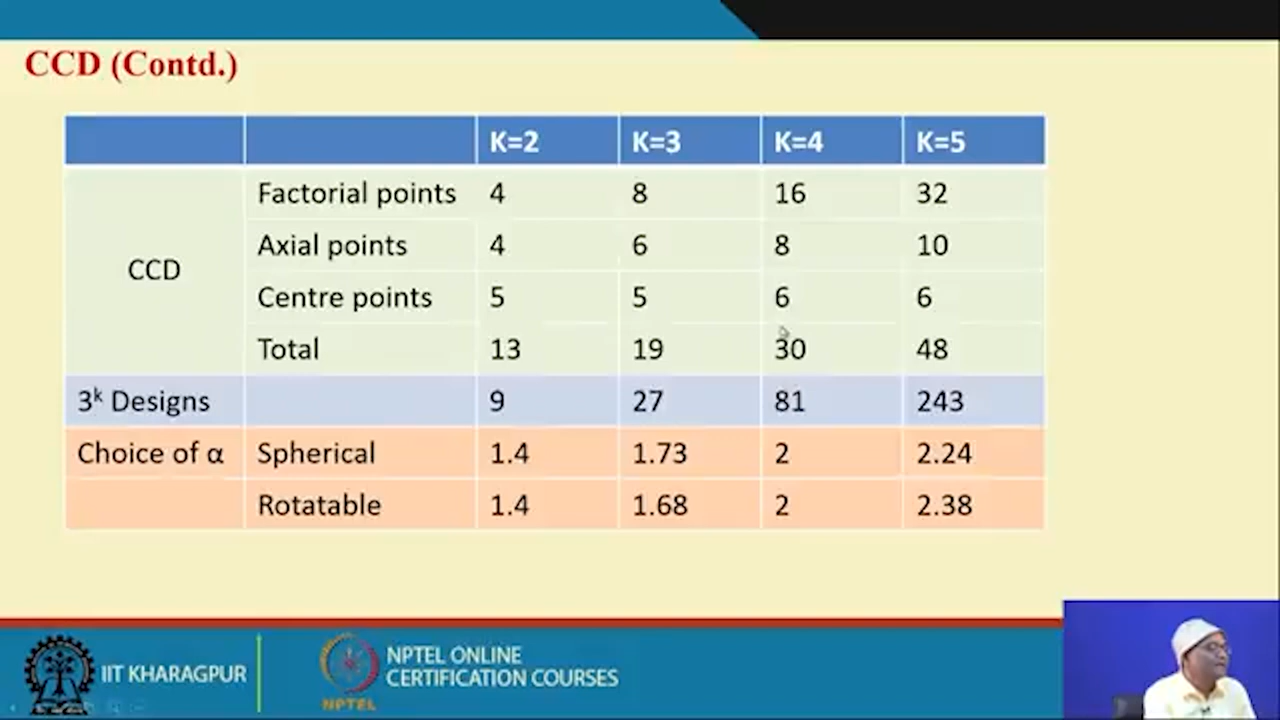 CCD (Contd.)
K=2 K=3 K=4 K=5
CCD
Factorial points 4 8 16 32
Axial points 4 6 8 10
Centre points 5 5 6 6
Total 13 19 30 48
3ᵏ Designs 9 27 81 243
Choice of α Spherical 1.4 1.73 2 2.24
Rotatable 1.4 1.68 2 2.38
IIT KHARAGPUR
NPTEL
NPTEL ONLINE
CERTIFICATION COURSES